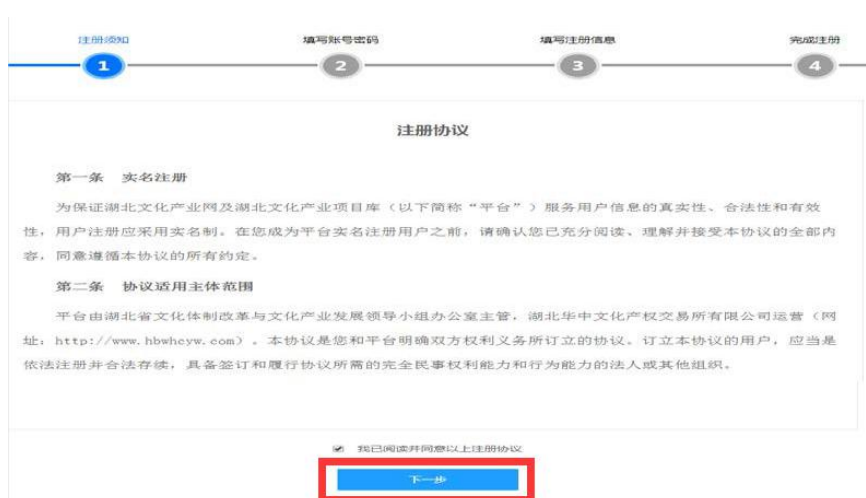 注册须知 填写账号密码 填写注册信息 完成注册
1 2 3 4
注册协议
第一条 实名注册
为保证湖北文化产业网及湖北文化产业项目库（以下简称“平台”）服务用户信息的真实性、合法性和有效
性，用户注册应采用实名制。在您成为平台实名注册用户之前，请确认您已充分阅读、理解并接受本协议的全部内
容，同意遵循本协议的所有约定。
第二条 协议适用主体范围
平台由湖北省文化体制改革与文化产业发展领导小组办公室主管，湖北华中文化产权交易所有限公司运营（网
址：http://www.hbwhcyw.com）。本协议是您和平台明确双方权利义务所订立的协议。订立本协议的用户，应当是
依法注册并合法存续，具备签订和履行协议所需的完全民事权利能力和行为能力的法人或其他组织。
我已阅读并同意以上注册协议
下一步